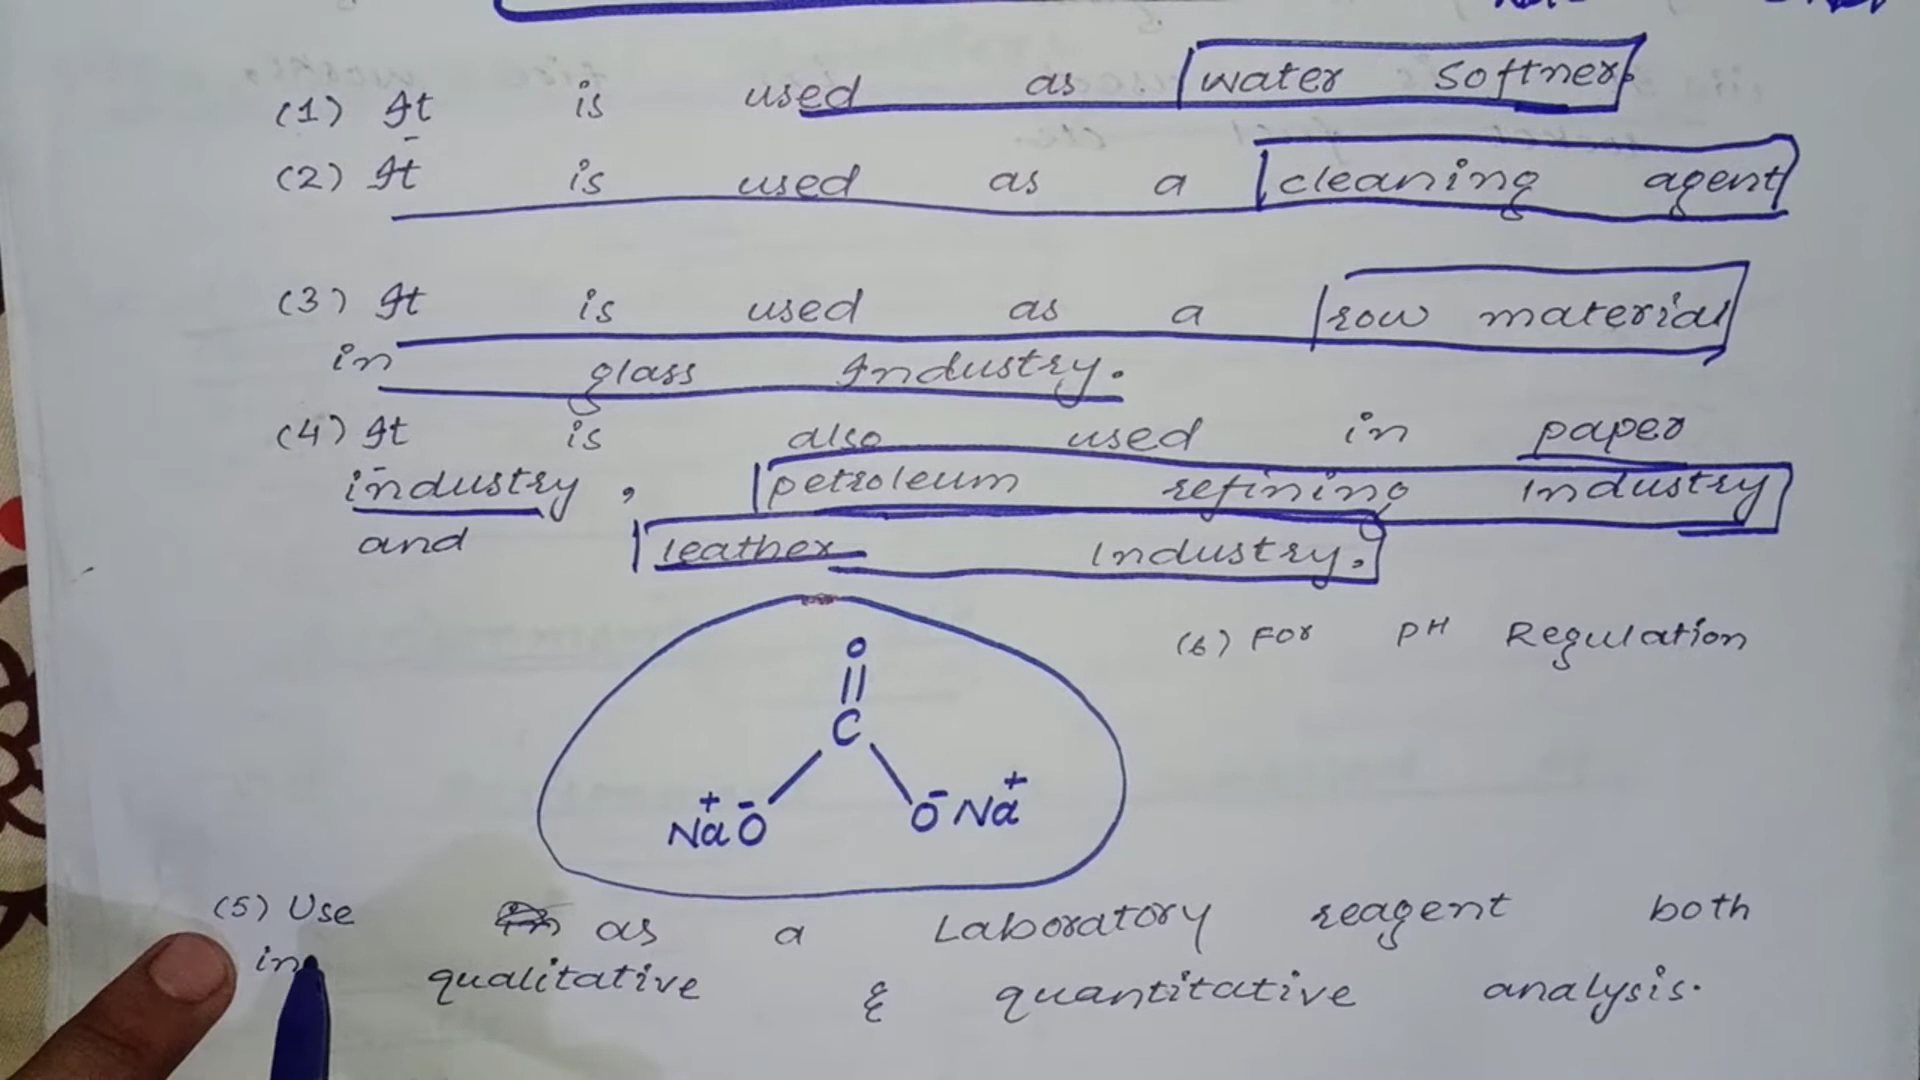 (1) It is used as water softner.
(2) It is used as a cleaning agent
(3) It is used as a row material
in glass Industry.
(4) It is also used in paper
industry, petroleum refining Industry
and leather Industry.
(6) For PH Regulation
O
C
Na+ O- O- Na+
(5) Use as a Laboratory reagent both
in qualitative & quantitative analysis.